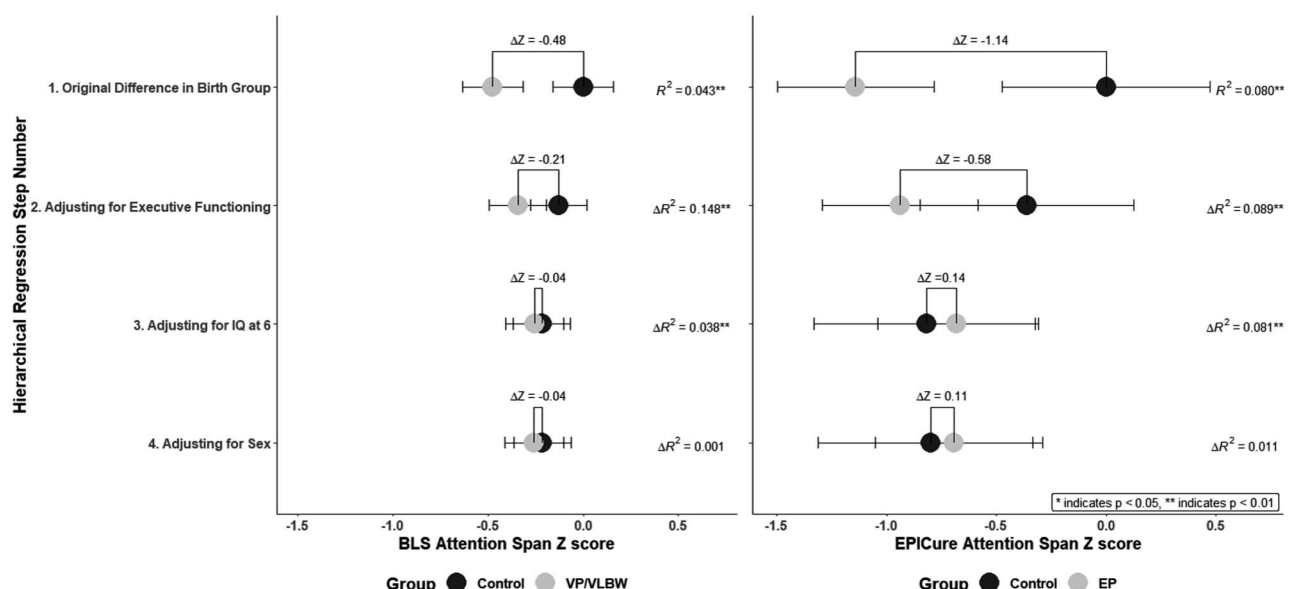 Hierarchical Regression Step Number
1. Original Difference in Birth Group
2. Adjusting for Executive Functioning
3. Adjusting for IQ at 6
4. Adjusting for Sex
ΔZ = -0.48
R² = 0.043**
ΔZ = -0.21
ΔR² = 0.148**
ΔZ = -0.04
ΔR² = 0.038**
ΔZ = -0.04
ΔR² = 0.001
-1.5 -1.0 -0.5 0.0 0.5
BLS Attention Span Z score
Group Control VP/VLBW
ΔZ = -1.14
R² = 0.080**
ΔZ = -0.58
ΔR² = 0.089**
ΔZ =0.14
ΔR² = 0.081**
ΔZ = 0.11
ΔR² = 0.011
* indicates p < 0.05, ** indicates p < 0.01
-1.5 -1.0 -0.5 0.0 0.5
EPICure Attention Span Z score
Group Control EP